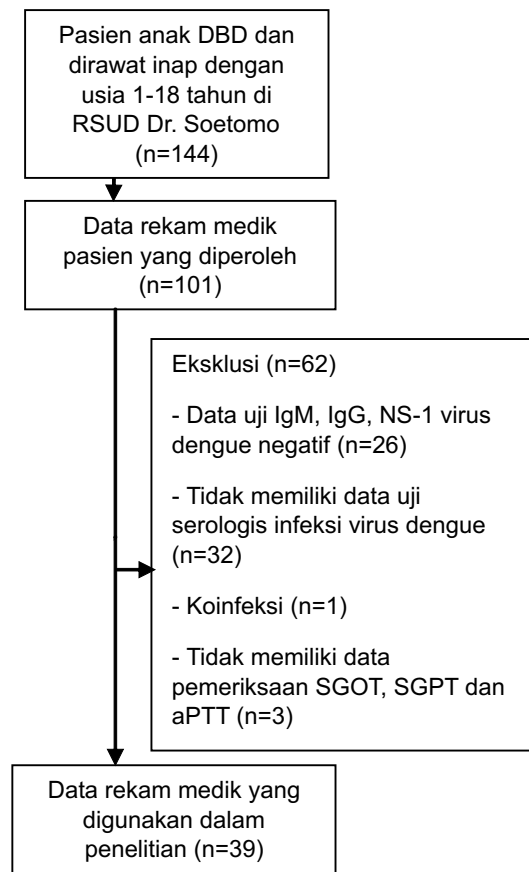 Pasien anak DBD dan
dirawat inap dengan
usia 1-18 tahun di
RSUD Dr. Soetomo
(n=144)
Data rekam medik
pasien yang diperoleh
(n=101)
Eksklusi (n=62)
- Data uji IgM, IgG, NS-1 virus
dengue negatif (n=26)
- Tidak memiliki data uji
serologis infeksi virus dengue
(n=32)
- Koinfeksi (n=1)
- Tidak memiliki data
pemeriksaan SGOT, SGPT dan
aPTT (n=3)
Data rekam medik yang
digunakan dalam
penelitian (n=39)